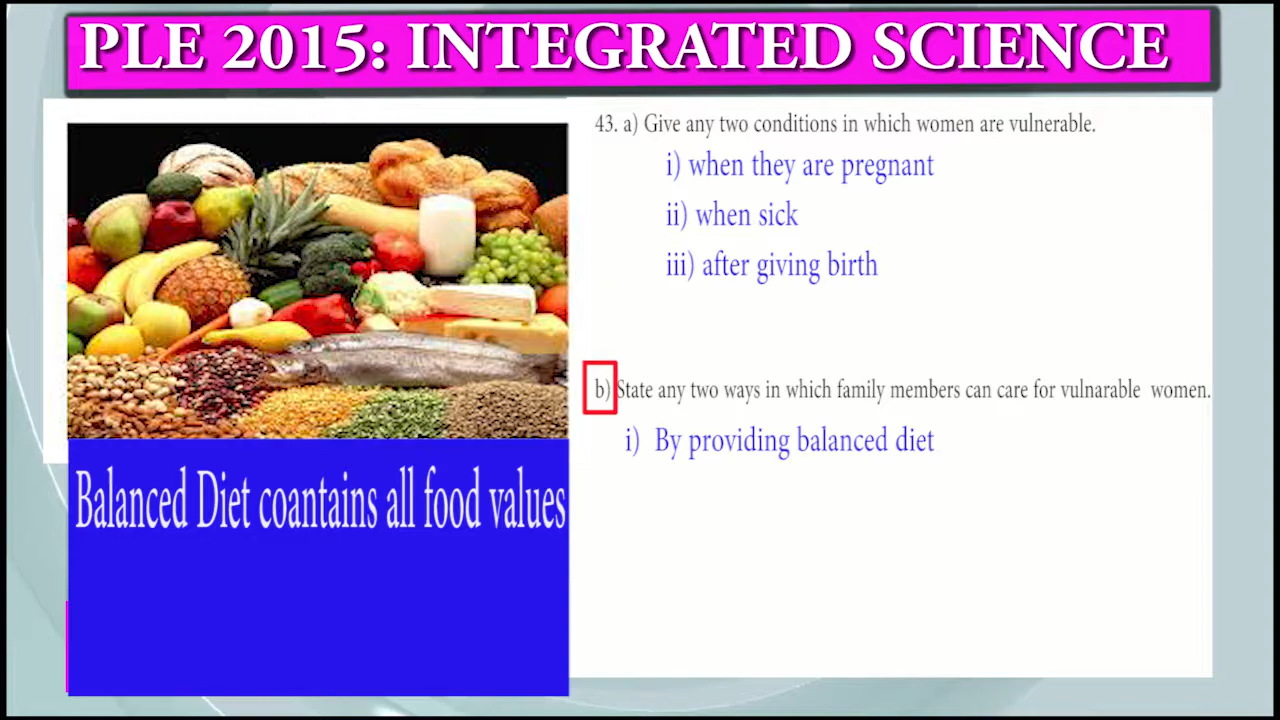 PLE 2015: INTEGRATED SCIENCE
43. a) Give any two conditions in which women are vulnerable.
i) when they are pregnant
ii) when sick
iii) after giving birth
b) State any two ways in which family members can care for vulnarable women.
i) By providing balanced diet
Balanced Diet coantains all food values